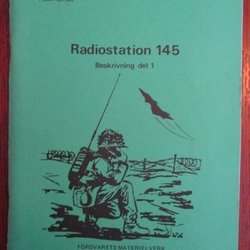 Radiostation 145
Beskrivning del 1
FÖRSVARETS MATERIELVERK